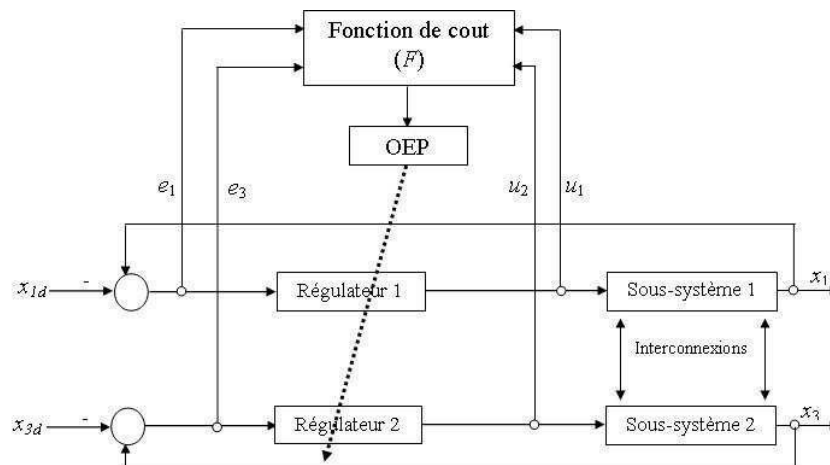 Fonction de cout
(F)
OEP
e1
e3
u2
u1
x1d
-
Régulateur 1
Sous-système 1
x1
Interconnexions
x3d
-
Régulateur 2
Sous-système 2
x3